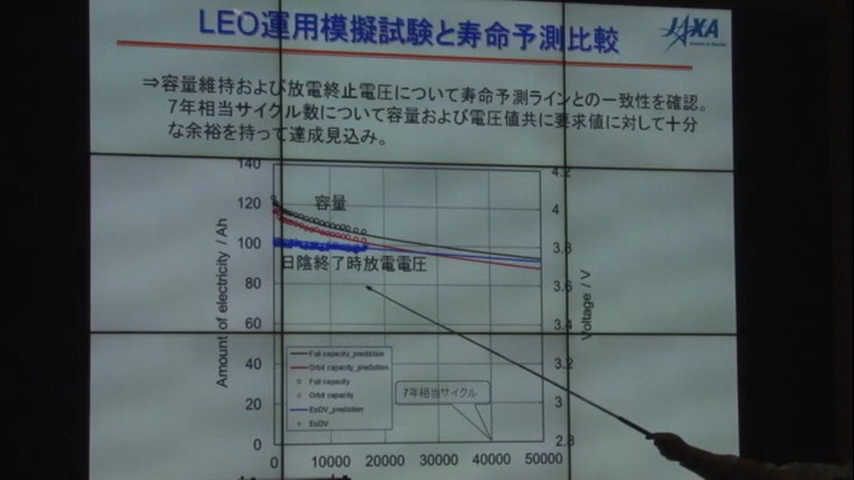 LEO運用模擬試験と寿命予測比較
JAXA
⇒容量維持および放電終止電圧について寿命予測ラインとの一致性を確認。
7年相当サイクル数について容量および電圧値共に要求値に対して十分
な余裕を持って達成見込み。
140
120
100
80
60
40
20
0
Amount of electricity / Ah
容量
日陰終了時放電電圧
Full capacity_prediction
Orbit capacity_prediction
Full capacity
Orbit capacity
EoDV_prediction
EoDV
7年相当サイクル
4.2
4
3.8
3.6
3.4
3.2
3
2.8
Voltage / V
0 10000 20000 30000 40000 50000